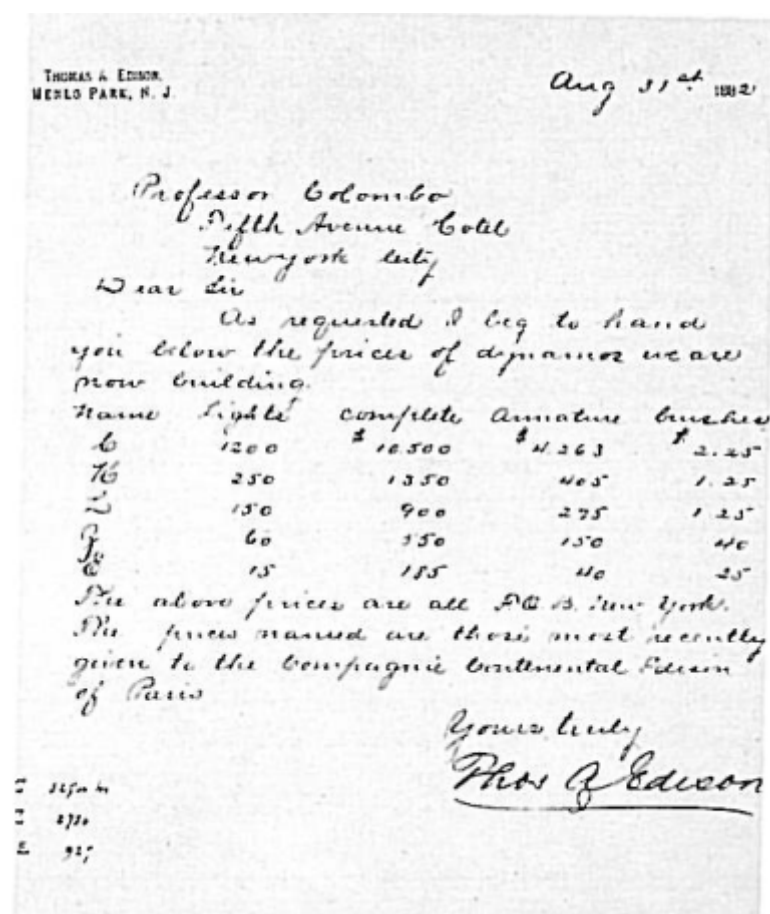 THOMAS A. EDISON,
MENLO PARK, N. J.
Aug 31st 1882
Professor Colombo
Fifth Avenue Hotel
New York City
Dear Sir
As requested I beg to hand
you below the prices of dynamos we are
now building.
Name Lights complete armature brushes
C 1200 $ 10.500 $ 4.263 $ 2.25
K 250 1350 405 1.25
L 150 900 275 1.25
Z 60 550 150 40
E 15 155 40 25
The above prices are all F.O.B. New York.
The prices named are those most recently
given to the Compagnie Continental Edison
of Paris
Yours truly
Thos A Edison
E 927